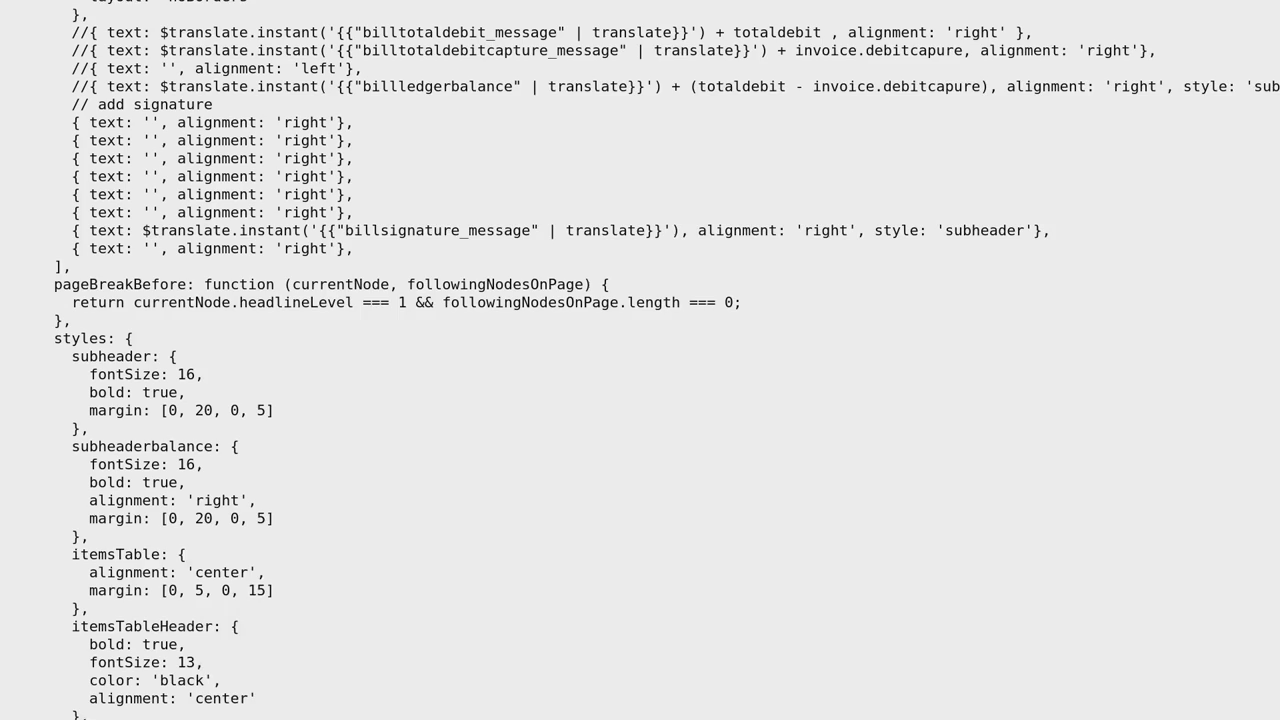 },
//{ text: $translate.instant('{{"billtotaldebit_message" | translate}}') + totaldebit , alignment: 'right' },
//{ text: $translate.instant('{{"billtotaldebitcapture_message" | translate}}') + invoice.debitcapure, alignment: 'right'},
//{ text: '', alignment: 'left'},
//{ text: $translate.instant('{{"billledgerbalance" | translate}}') + (totaldebit - invoice.debitcapure), alignment: 'right', style: 'sub
// add signature
{ text: '', alignment: 'right'},
{ text: '', alignment: 'right'},
{ text: '', alignment: 'right'},
{ text: '', alignment: 'right'},
{ text: '', alignment: 'right'},
{ text: '', alignment: 'right'},
{ text: $translate.instant('{{"billsignature_message" | translate}}'), alignment: 'right', style: 'subheader'},
{ text: '', alignment: 'right'},
],
pageBreakBefore: function (currentNode, followingNodesOnPage) {
return currentNode.headlineLevel === 1 && followingNodesOnPage.length === 0;
},
styles: {
subheader: {
fontSize: 16,
bold: true,
margin: [0, 20, 0, 5]
},
subheaderbalance: {
fontSize: 16,
bold: true,
alignment: 'right',
margin: [0, 20, 0, 5]
},
itemsTable: {
alignment: 'center',
margin: [0, 5, 0, 15]
},
itemsTableHeader: {
bold: true,
fontSize: 13,
color: 'black',
alignment: 'center'
},